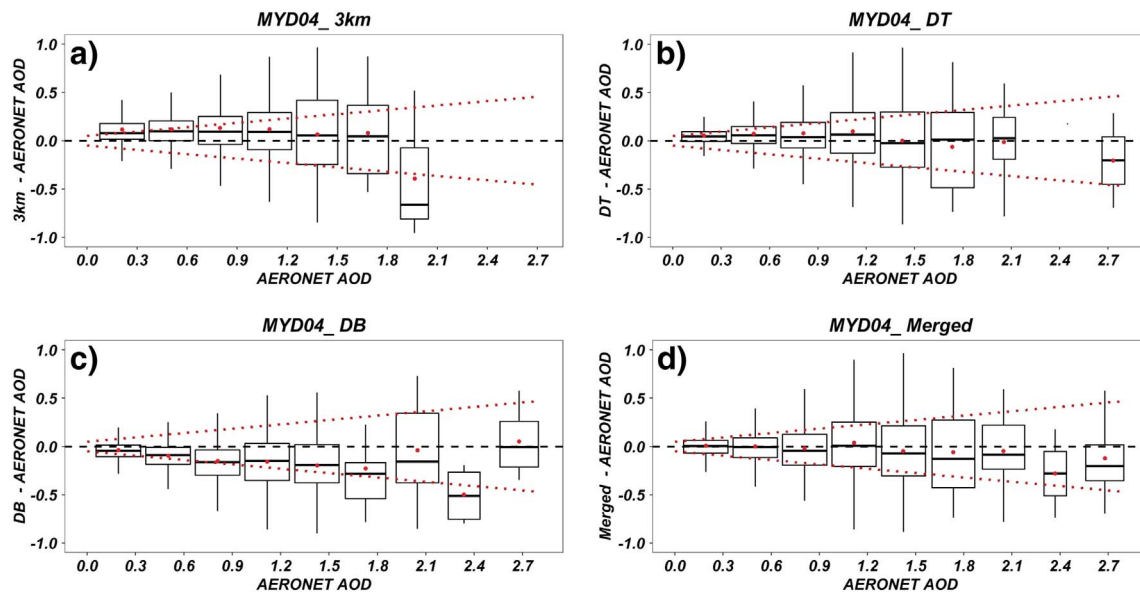 MYD04_ 3km
a)
3km - AERONET AOD
1.0
0.5
0.0
-0.5
-1.0
0.0 0.3 0.6 0.9 1.2 1.5 1.8 2.1 2.4 2.7
AERONET AOD
MYD04_ DT
b)
DT - AERONET AOD
1.0
0.5
0.0
-0.5
-1.0
0.0 0.3 0.6 0.9 1.2 1.5 1.8 2.1 2.4 2.7
AERONET AOD
MYD04_ DB
c)
DB - AERONET AOD
1.0
0.5
0.0
-0.5
-1.0
0.0 0.3 0.6 0.9 1.2 1.5 1.8 2.1 2.4 2.7
AERONET AOD
MYD04_ Merged
d)
Merged - AERONET AOD
1.0
0.5
0.0
-0.5
-1.0
0.0 0.3 0.6 0.9 1.2 1.5 1.8 2.1 2.4 2.7
AERONET AOD